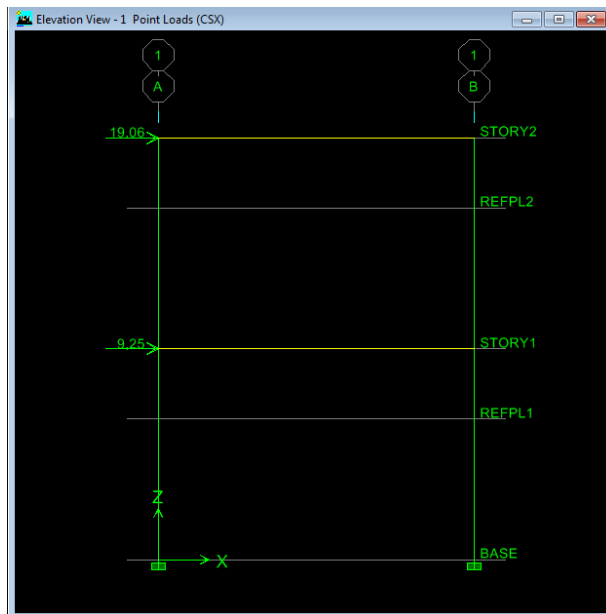 Elevation View - 1 Point Loads (CSX)
1 1
A B
19.06 STORY2
REFPL2
9.25 STORY1
REFPL1
Z
X BASE